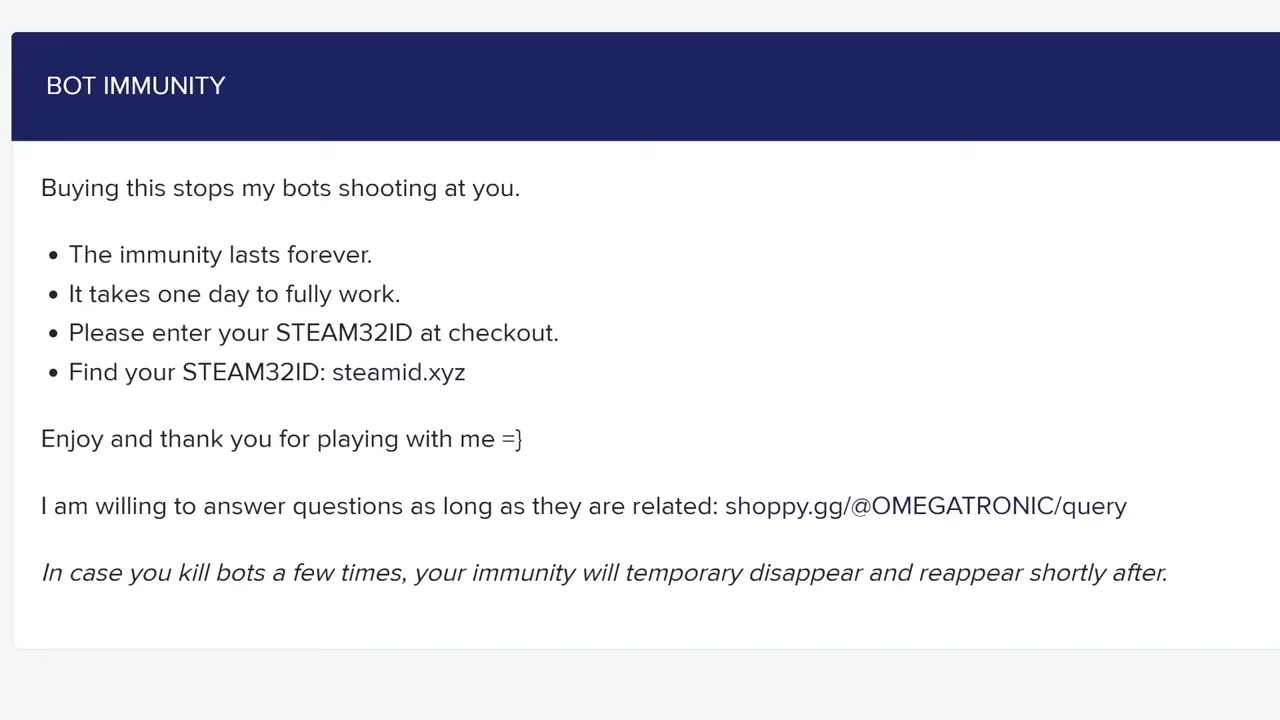 BOT IMMUNITY
Buying this stops my bots shooting at you.
• The immunity lasts forever.
• It takes one day to fully work.
• Please enter your STEAM32ID at checkout.
• Find your STEAM32ID: steamid.xyz
Enjoy and thank you for playing with me =}
I am willing to answer questions as long as they are related: shoppy.gg/@OMEGATRONIC/query
In case you kill bots a few times, your immunity will temporary disappear and reappear shortly after.